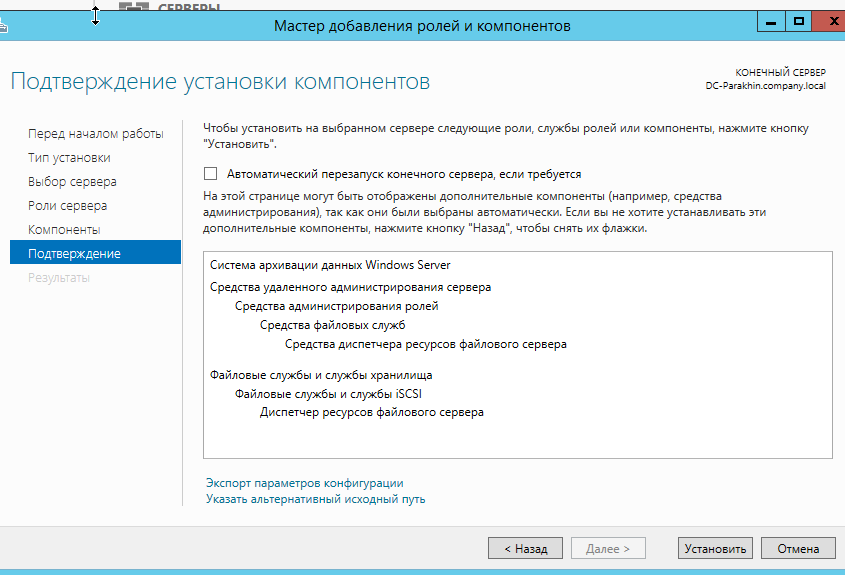 СЕРВЕРЫ
Мастер добавления ролей и компонентов
Подтверждение установки компонентов
КОНЕЧНЫЙ СЕРВЕР
DC-Parakhin.company.local
Перед началом работы
Тип установки
Выбор сервера
Роли сервера
Компоненты
Подтверждение
Результаты
Чтобы установить на выбранном сервере следующие роли, службы ролей или компоненты, нажмите кнопку
"Установить".
Автоматический перезапуск конечного сервера, если требуется
На этой странице могут быть отображены дополнительные компоненты (например, средства
администрирования), так как они были выбраны автоматически. Если вы не хотите устанавливать эти
дополнительные компоненты, нажмите кнопку "Назад", чтобы снять их флажки.
Система архивации данных Windows Server
Средства удаленного администрирования сервера
Средства администрирования ролей
Средства файловых служб
Средства диспетчера ресурсов файлового сервера
Файловые службы и службы хранилища
Файловые службы и службы iSCSI
Диспетчер ресурсов файлового сервера
Экспорт параметров конфигурации
Указать альтернативный исходный путь
< Назад
Далее >
Установить
Отмена